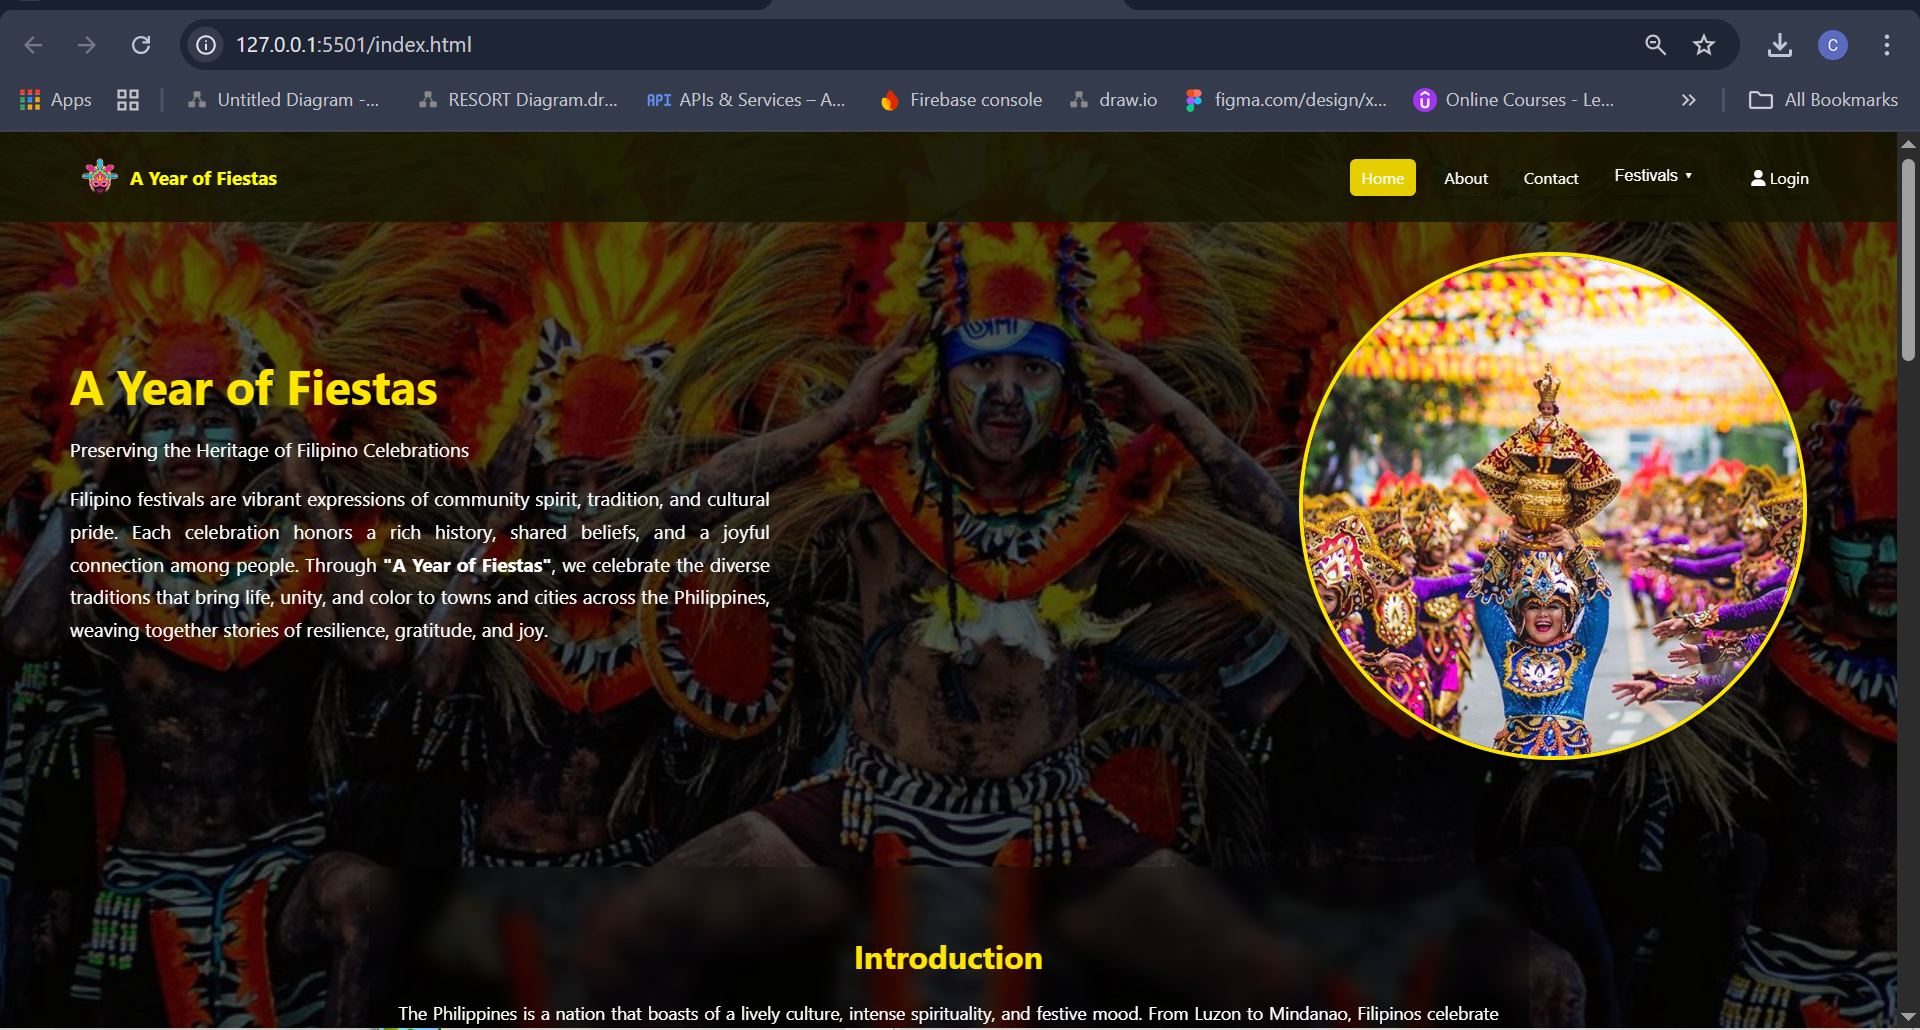 127.0.0.1:5501/index.html
C
Apps
Untitled Diagram -...
RESORT Diagram.dr...
API APIs & Services – A...
Firebase console
draw.io
figma.com/design/x...
Online Courses - Le...
All Bookmarks
A Year of Fiestas
Home
About
Contact
Festivals
Login
A Year of Fiestas
Preserving the Heritage of Filipino Celebrations
Filipino festivals are vibrant expressions of community spirit, tradition, and cultural
pride. Each celebration honors a rich history, shared beliefs, and a joyful
connection among people. Through "A Year of Fiestas", we celebrate the diverse
traditions that bring life, unity, and color to towns and cities across the Philippines,
weaving together stories of resilience, gratitude, and joy.
Introduction
The Philippines is a nation that boasts of a lively culture, intense spirituality, and festive mood. From Luzon to Mindanao, Filipinos celebrate